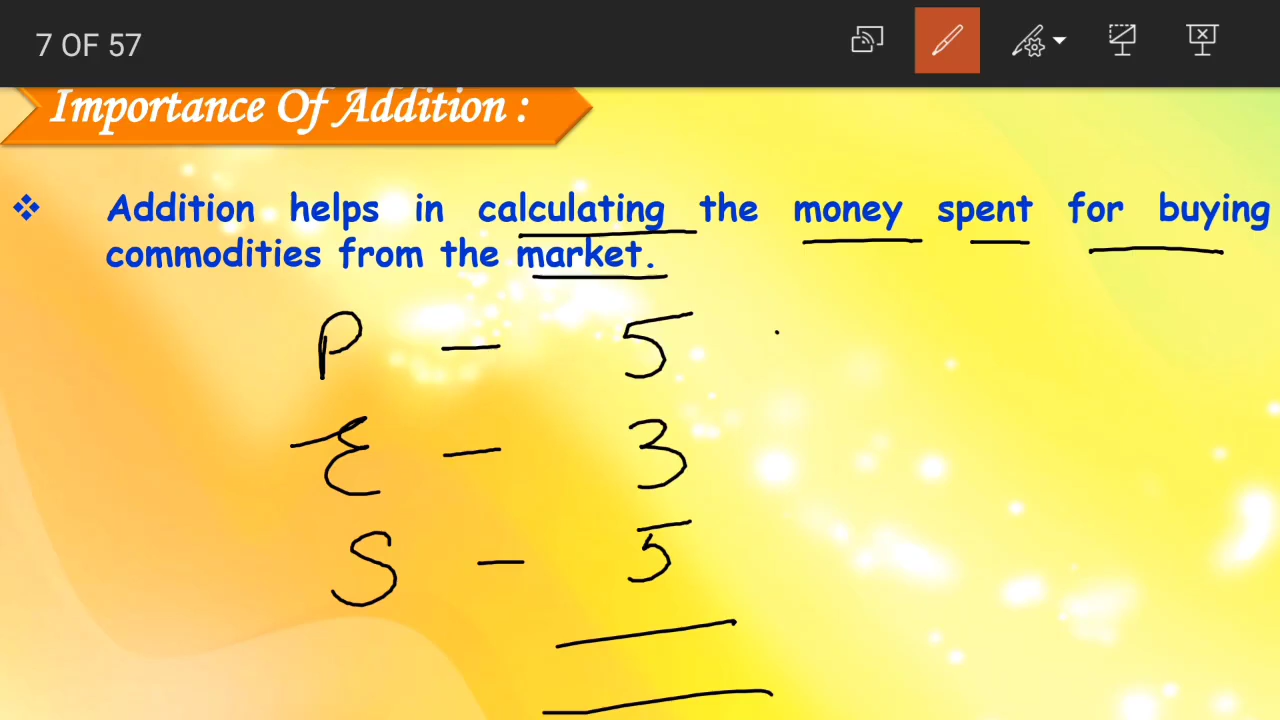 7 OF 57
Importance Of Addition :
❖ Addition helps in calculating the money spent for buying
commodities from the market.
P — 5
E — 3
S — 5